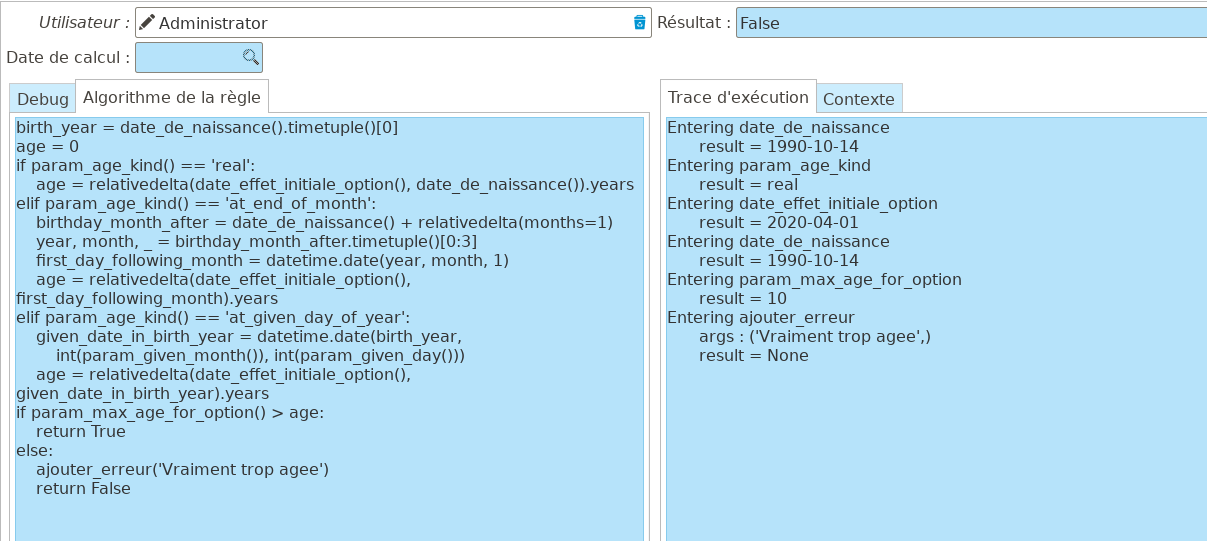 Utilisateur : Administrator Résultat : False
Date de calcul :
Debug Algorithme de la règle
birth_year = date_de_naissance().timetuple()[0]
age = 0
if param_age_kind() == 'real':
    age = relativedelta(date_effet_initiale_option(), date_de_naissance()).years
elif param_age_kind() == 'at_end_of_month':
    birthday_month_after = date_de_naissance() + relativedelta(months=1)
    year, month, _ = birthday_month_after.timetuple()[0:3]
    first_day_following_month = datetime.date(year, month, 1)
    age = relativedelta(date_effet_initiale_option(),
first_day_following_month).years
elif param_age_kind() == 'at_given_day_of_year':
    given_date_in_birth_year = datetime.date(birth_year,
        int(param_given_month()), int(param_given_day()))
    age = relativedelta(date_effet_initiale_option(),
given_date_in_birth_year).years
if param_max_age_for_option() > age:
    return True
else:
    ajouter_erreur('Vraiment trop agee')
    return False
Trace d'exécution Contexte
Entering date_de_naissance
    result = 1990-10-14
Entering param_age_kind
    result = real
Entering date_effet_initiale_option
    result = 2020-04-01
Entering date_de_naissance
    result = 1990-10-14
Entering param_max_age_for_option
    result = 10
Entering ajouter_erreur
    args : ('Vraiment trop agee',)
    result = None